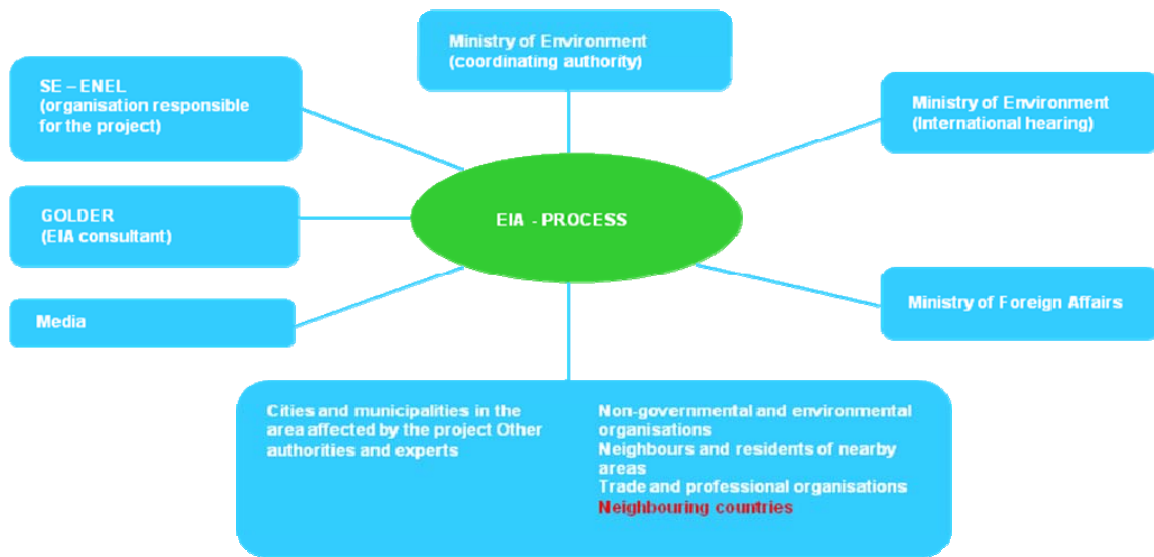 Ministry of Environment
(coordinating authority)
SE – ENEL
(organisation responsible
for the project)
Ministry of Environment
(International hearing)
GOLDER
(EIA consultant)
EIA - PROCESS
Media
Ministry of Foreign Affairs
Cities and municipalities in the
area affected by the project Other
authorities and experts
Non-governmental and environmental
organisations
Neighbours and residents of nearby
areas
Trade and professional organisations
Neighbouring countries